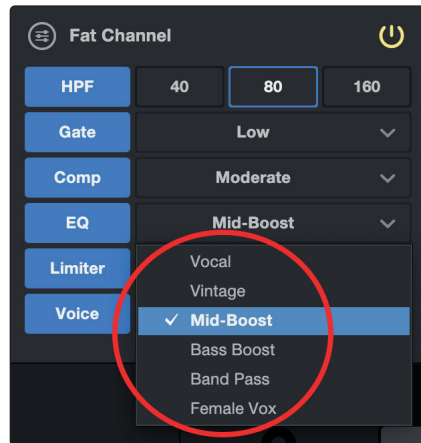 Fat Channel
HPF 40 80 160
Gate Low
Comp Moderate
EQ Mid-Boost
Limiter Vocal
Vintage
Voice Mid-Boost
Bass Boost
Band Pass
Female Vox